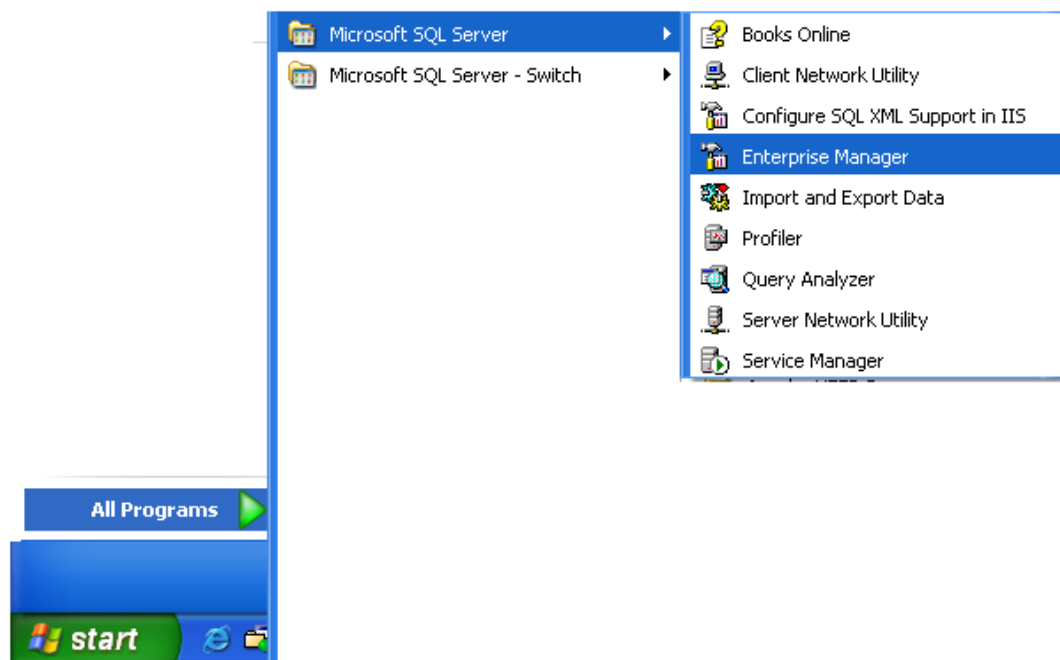 Microsoft SQL Server
Microsoft SQL Server - Switch
Books Online
Client Network Utility
Configure SQL XML Support in IIS
Enterprise Manager
Import and Export Data
Profiler
Query Analyzer
Server Network Utility
Service Manager
All Programs
start